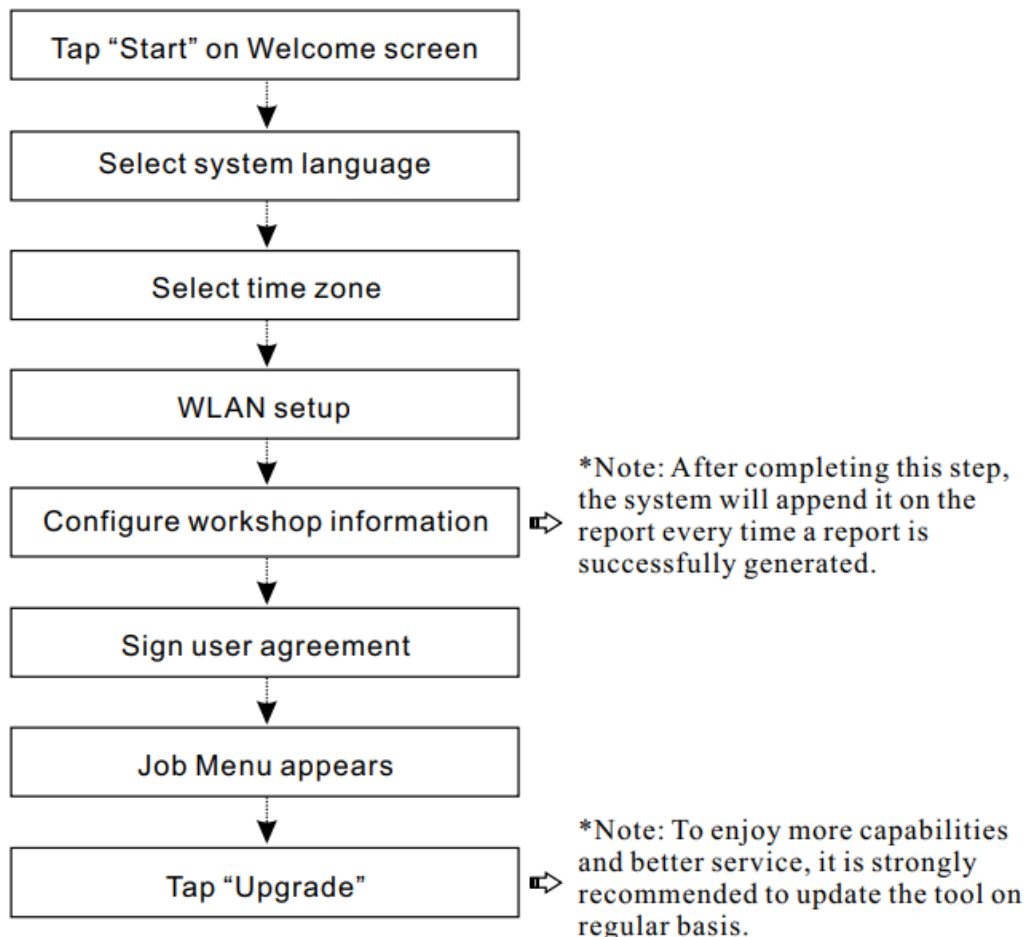 Tap “Start” on Welcome screen
Select system language
Select time zone
WLAN setup
Configure workshop information
*Note: After completing this step,
the system will append it on the
report every time a report is
successfully generated.
Sign user agreement
Job Menu appears
Tap “Upgrade”
*Note: To enjoy more capabilities
and better service, it is strongly
recommended to update the tool on
regular basis.